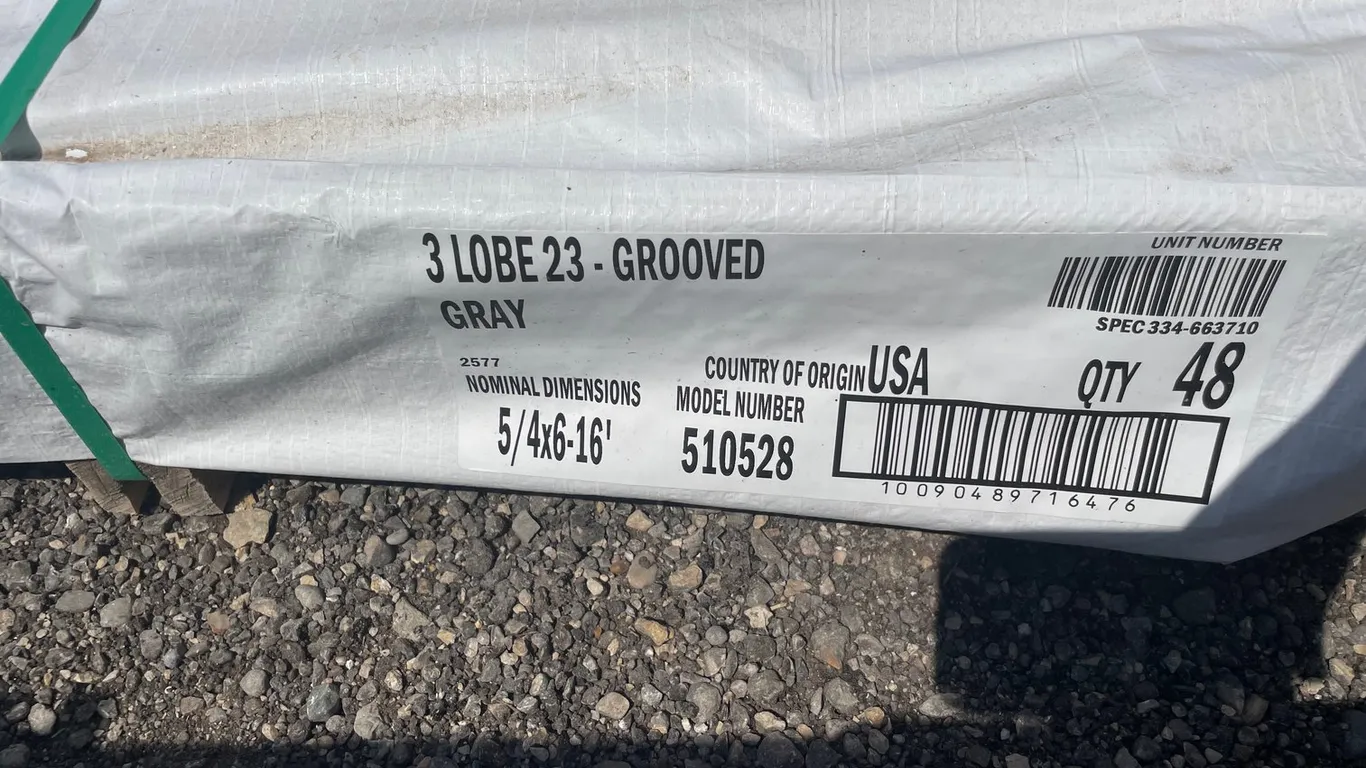 3 LOBE 23 - GROOVED
GRAY
UNIT NUMBER
SPEC 334-663710
2577
NOMINAL DIMENSIONS
5/4x6-16'
COUNTRY OF ORIGIN USA
MODEL NUMBER
510528
QTY 48
10090489716476